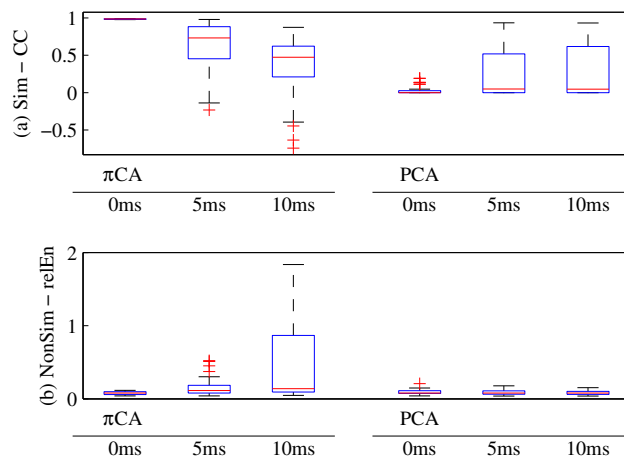 (a) Sim − CC
1
0.5
0
−0.5
πCA
PCA
0ms 5ms 10ms 0ms 5ms 10ms
(b) NonSim − relEn
2
1
0
πCA
PCA
0ms 5ms 10ms 0ms 5ms 10ms